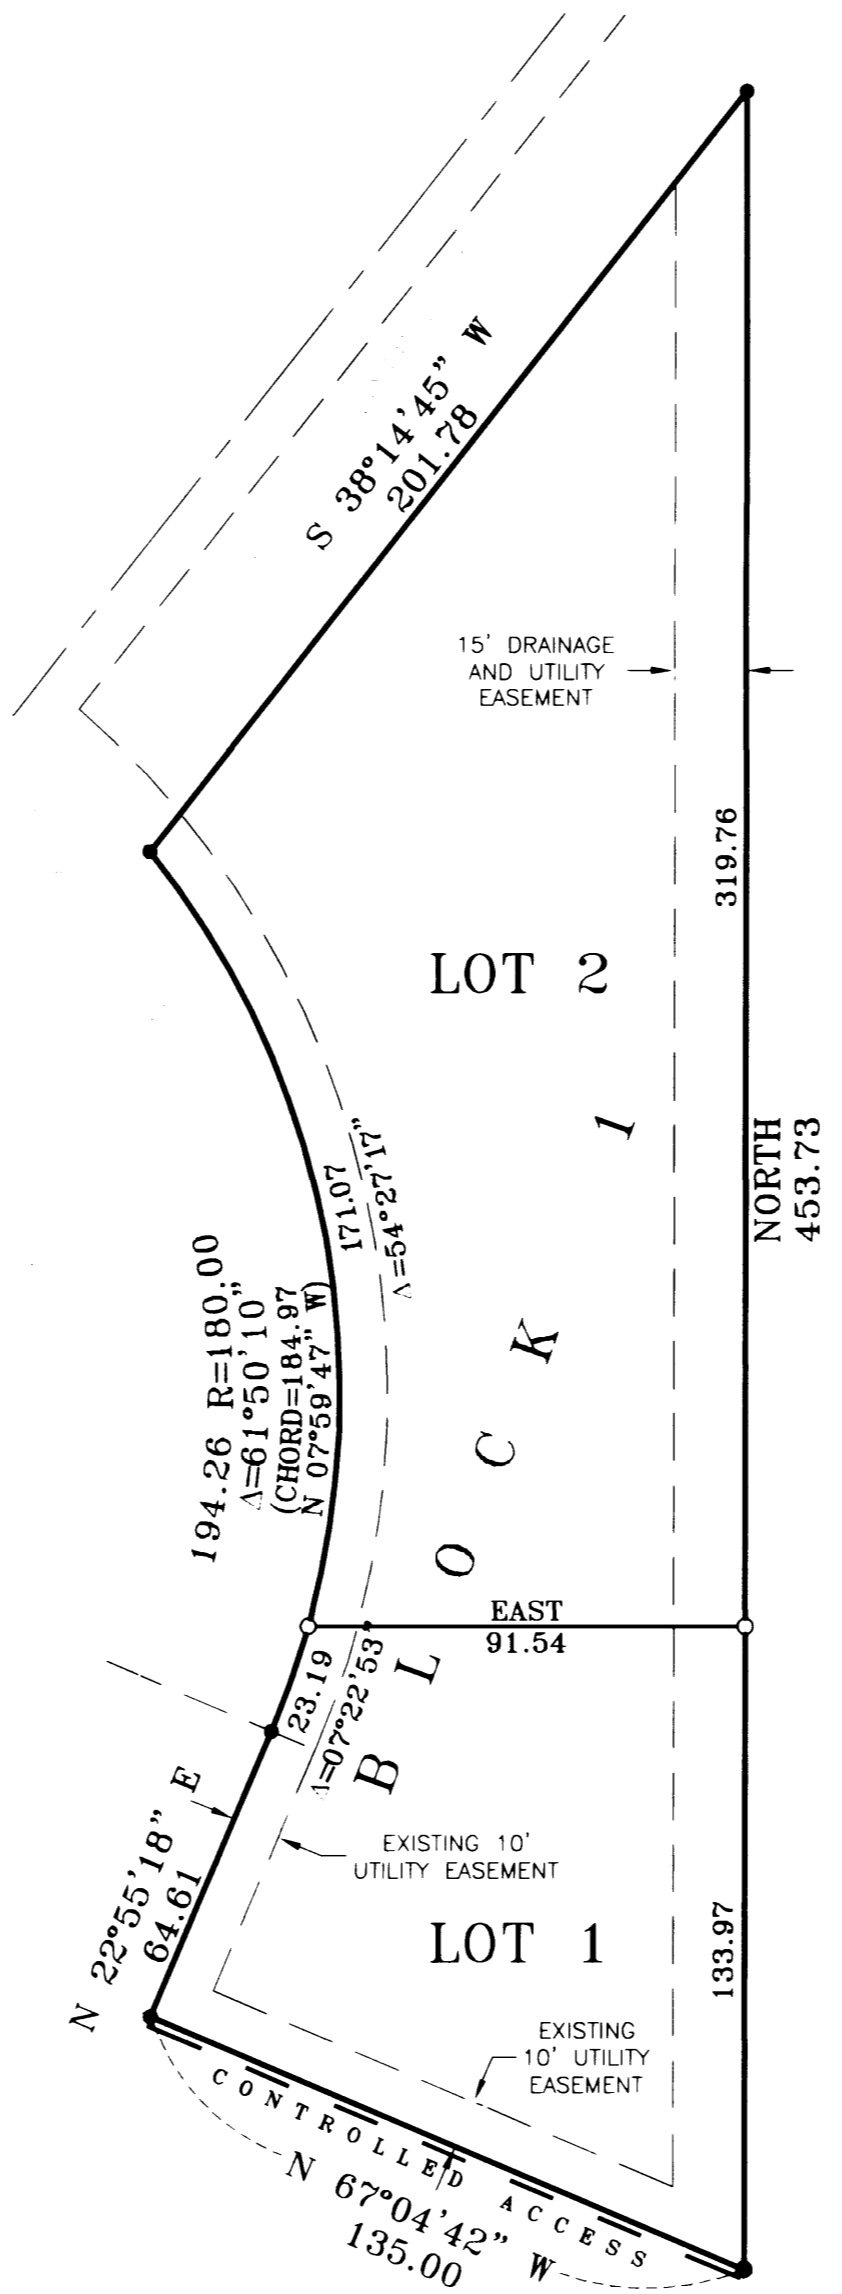 S 38°14'45" W
201.78
15' DRAINAGE
AND UTILITY
EASEMENT
319.76
LOT 2
NORTH
453.73
171.07
Δ=54°27'17"
194.26 R=180.00
Δ=61°50'10"
(CHORD=184.97
N 07°59'47" W)
BLOCK 1
EAST
91.54
23.19
Δ=07°22'53"
N 22°55'18" E
64.61
EXISTING 10'
UTILITY EASEMENT
LOT 1
133.97
EXISTING
10' UTILITY
EASEMENT
CONTROLLED ACCESS
N 67°04'42" W
135.00